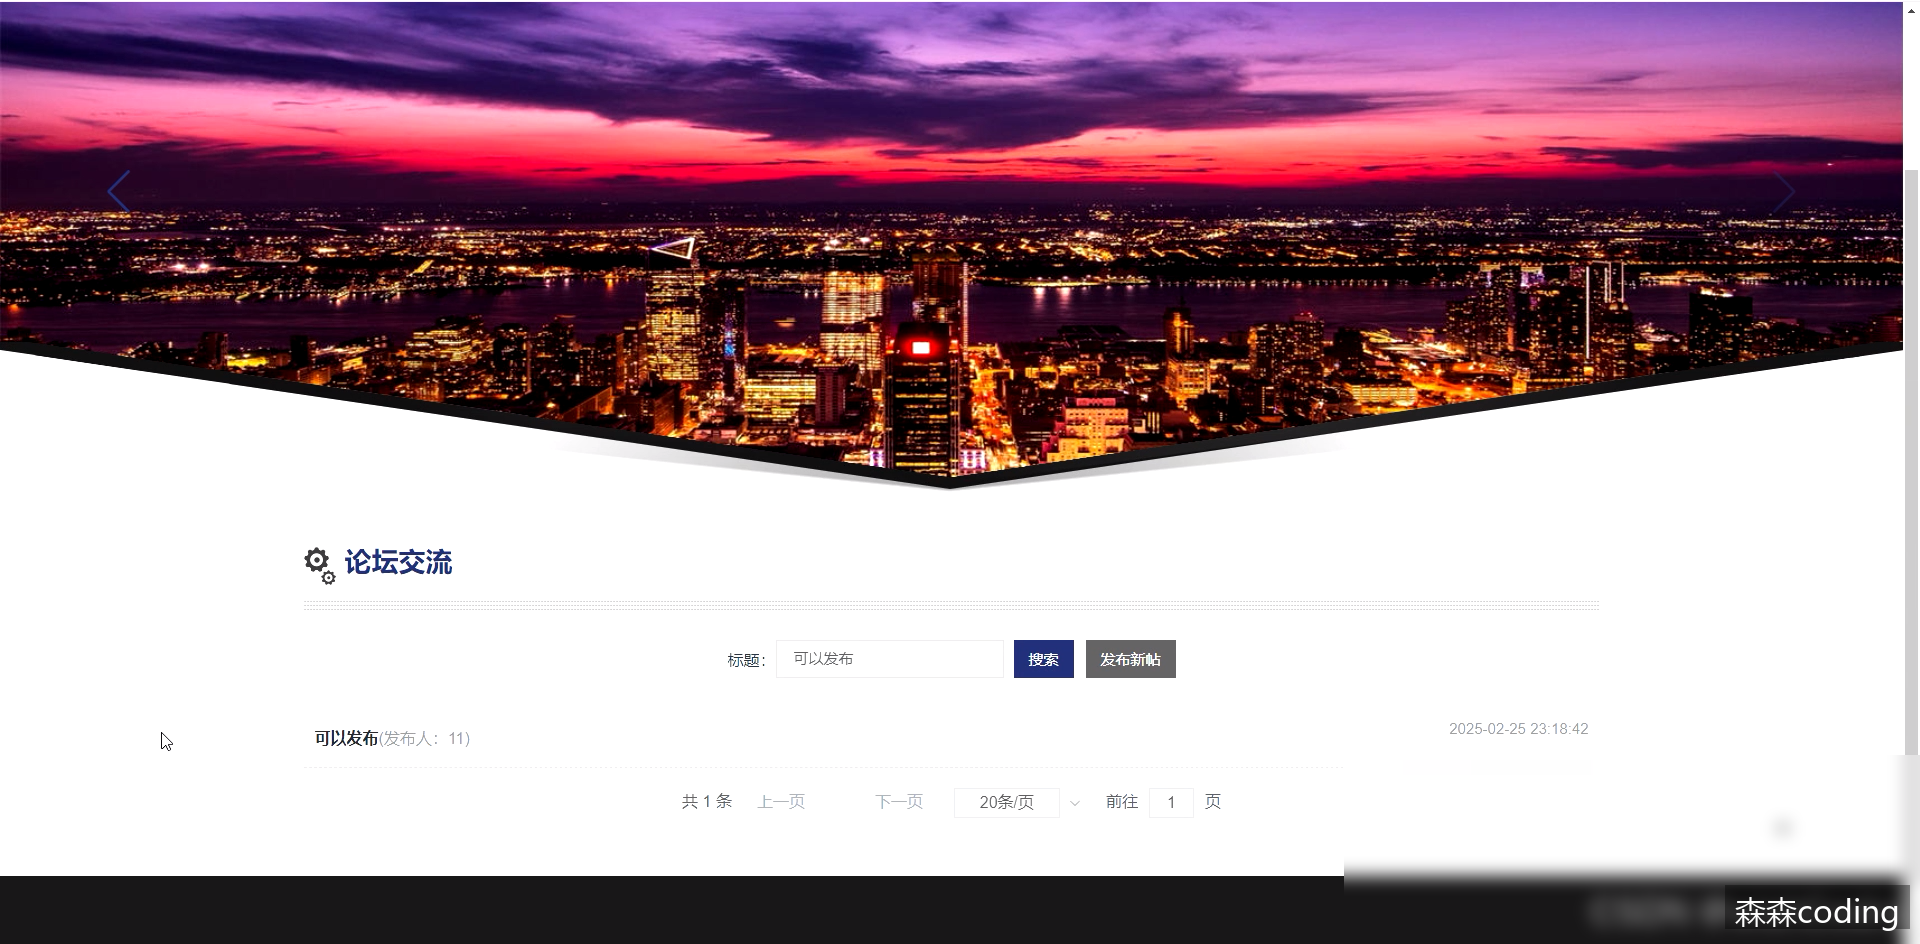 论坛交流
标题： 可以发布 搜索 发布新帖
可以发布(发布人：11) 2025-02-25 23:18:42
共 1 条 上一页 下一页 20条/页 前往 1 页
森森coding